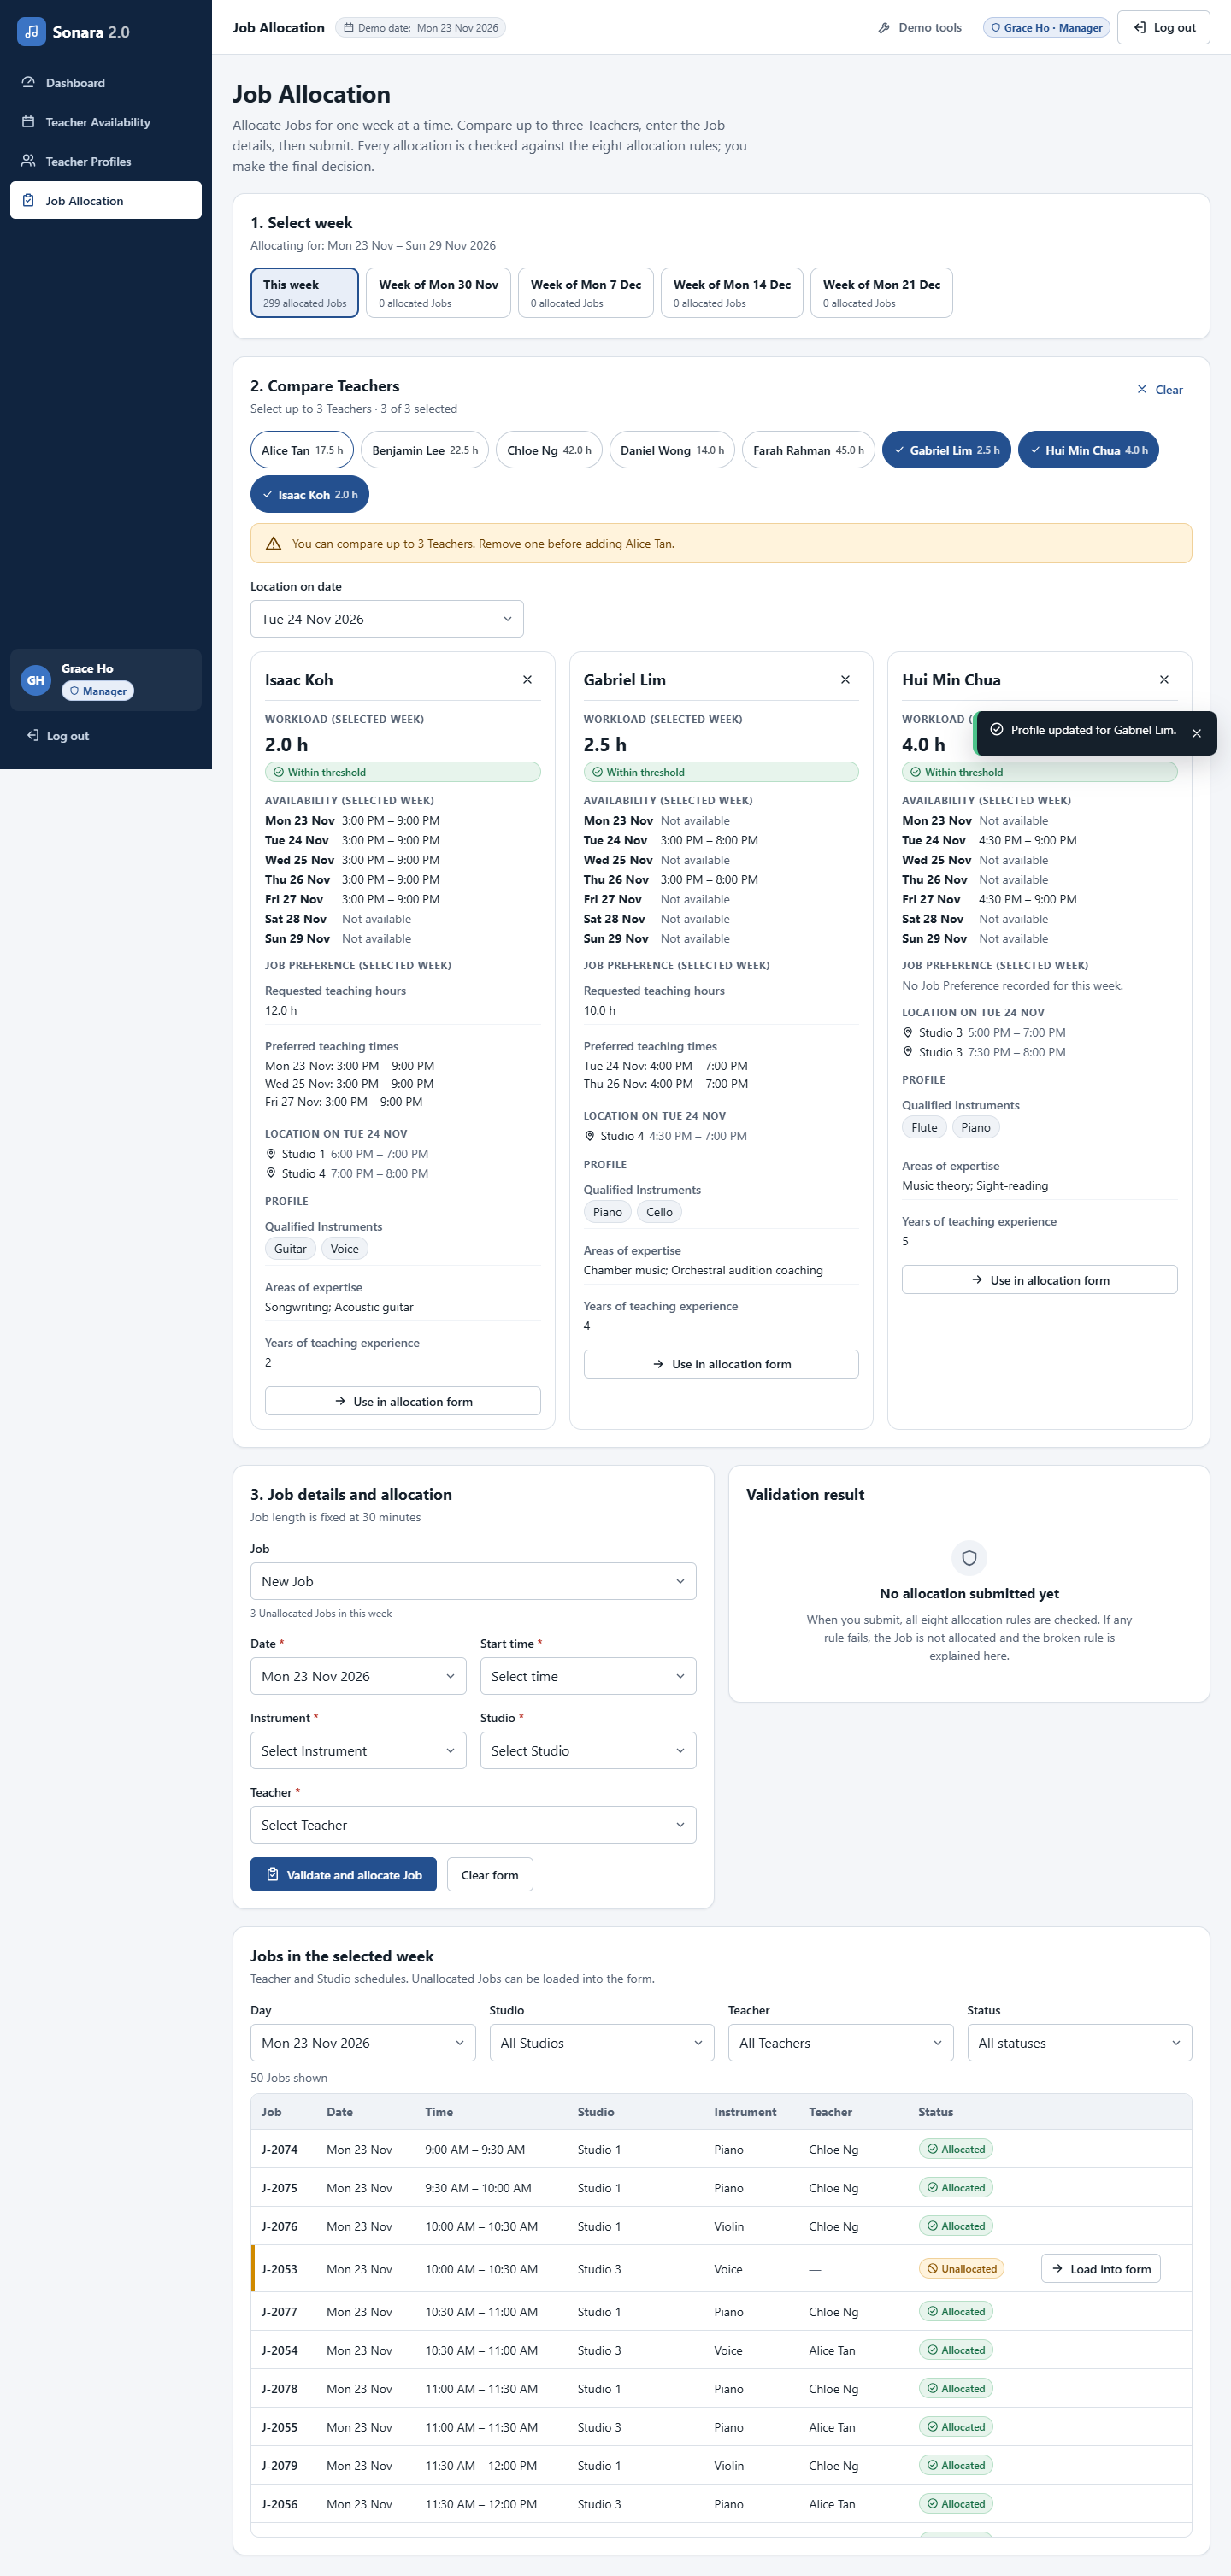 Sonara 2.0
Dashboard
Teacher Availability
Teacher Profiles
Job Allocation
GH
Grace Ho
Manager
Log out
Job Allocation
Demo date: Mon 23 Nov 2026
Demo tools
Grace Ho · Manager
Log out
Job Allocation
Allocate Jobs for one week at a time. Compare up to three Teachers, enter the Job
details, then submit. Every allocation is checked against the eight allocation rules; you
make the final decision.
1. Select week
Allocating for: Mon 23 Nov – Sun 29 Nov 2026
This week
299 allocated Jobs
Week of Mon 30 Nov
0 allocated Jobs
Week of Mon 7 Dec
0 allocated Jobs
Week of Mon 14 Dec
0 allocated Jobs
Week of Mon 21 Dec
0 allocated Jobs
2. Compare Teachers
Select up to 3 Teachers · 3 of 3 selected
Clear
Alice Tan 17.5 h
Benjamin Lee 22.5 h
Chloe Ng 42.0 h
Daniel Wong 14.0 h
Farah Rahman 45.0 h
Gabriel Lim 2.5 h
Hui Min Chua 4.0 h
Isaac Koh 2.0 h
You can compare up to 3 Teachers. Remove one before adding Alice Tan.
Location on date
Tue 24 Nov 2026
Isaac Koh
WORKLOAD (SELECTED WEEK)
2.0 h
Within threshold
AVAILABILITY (SELECTED WEEK)
Mon 23 Nov 3:00 PM – 9:00 PM
Tue 24 Nov 3:00 PM – 9:00 PM
Wed 25 Nov 3:00 PM – 9:00 PM
Thu 26 Nov 3:00 PM – 9:00 PM
Fri 27 Nov 3:00 PM – 9:00 PM
Sat 28 Nov Not available
Sun 29 Nov Not available
JOB PREFERENCE (SELECTED WEEK)
Requested teaching hours
12.0 h
Preferred teaching times
Mon 23 Nov: 3:00 PM – 9:00 PM
Wed 25 Nov: 3:00 PM – 9:00 PM
Fri 27 Nov: 3:00 PM – 9:00 PM
LOCATION ON TUE 24 NOV
Studio 1 6:00 PM – 7:00 PM
Studio 4 7:00 PM – 8:00 PM
PROFILE
Qualified Instruments
Guitar
Voice
Areas of expertise
Songwriting; Acoustic guitar
Years of teaching experience
2
Use in allocation form
Gabriel Lim
WORKLOAD (SELECTED WEEK)
2.5 h
Within threshold
AVAILABILITY (SELECTED WEEK)
Mon 23 Nov Not available
Tue 24 Nov 3:00 PM – 8:00 PM
Wed 25 Nov Not available
Thu 26 Nov 3:00 PM – 8:00 PM
Fri 27 Nov Not available
Sat 28 Nov Not available
Sun 29 Nov Not available
JOB PREFERENCE (SELECTED WEEK)
Requested teaching hours
10.0 h
Preferred teaching times
Tue 24 Nov: 4:00 PM – 7:00 PM
Thu 26 Nov: 4:00 PM – 7:00 PM
LOCATION ON TUE 24 NOV
Studio 4 4:30 PM – 7:00 PM
PROFILE
Qualified Instruments
Piano
Cello
Areas of expertise
Chamber music; Orchestral audition coaching
Years of teaching experience
4
Use in allocation form
Hui Min Chua
WORKLOAD (
Profile updated for Gabriel Lim.
4.0 h
Within threshold
AVAILABILITY (SELECTED WEEK)
Mon 23 Nov Not available
Tue 24 Nov 4:30 PM – 9:00 PM
Wed 25 Nov Not available
Thu 26 Nov Not available
Fri 27 Nov 4:30 PM – 9:00 PM
Sat 28 Nov Not available
Sun 29 Nov Not available
JOB PREFERENCE (SELECTED WEEK)
No Job Preference recorded for this week.
LOCATION ON TUE 24 NOV
Studio 3 5:00 PM – 7:00 PM
Studio 3 7:30 PM – 8:00 PM
PROFILE
Qualified Instruments
Flute
Piano
Areas of expertise
Music theory; Sight-reading
Years of teaching experience
5
Use in allocation form
3. Job details and allocation
Job length is fixed at 30 minutes
Job
New Job
3 Unallocated Jobs in this week
Date *
Start time *
Mon 23 Nov 2026
Select time
Instrument *
Studio *
Select Instrument
Select Studio
Teacher *
Select Teacher
Validate and allocate Job
Clear form
Validation result
No allocation submitted yet
When you submit, all eight allocation rules are checked. If any
rule fails, the Job is not allocated and the broken rule is
explained here.
Jobs in the selected week
Teacher and Studio schedules. Unallocated Jobs can be loaded into the form.
Day
Studio
Teacher
Status
Mon 23 Nov 2026
All Studios
All Teachers
All statuses
50 Jobs shown
Job Date Time Studio Instrument Teacher Status
J-2074 Mon 23 Nov 9:00 AM – 9:30 AM Studio 1 Piano Chloe Ng Allocated
J-2075 Mon 23 Nov 9:30 AM – 10:00 AM Studio 1 Piano Chloe Ng Allocated
J-2076 Mon 23 Nov 10:00 AM – 10:30 AM Studio 1 Violin Chloe Ng Allocated
J-2053 Mon 23 Nov 10:00 AM – 10:30 AM Studio 3 Voice — Unallocated Load into form
J-2077 Mon 23 Nov 10:30 AM – 11:00 AM Studio 1 Piano Chloe Ng Allocated
J-2054 Mon 23 Nov 10:30 AM – 11:00 AM Studio 3 Voice Alice Tan Allocated
J-2078 Mon 23 Nov 11:00 AM – 11:30 AM Studio 1 Piano Chloe Ng Allocated
J-2055 Mon 23 Nov 11:00 AM – 11:30 AM Studio 3 Piano Alice Tan Allocated
J-2079 Mon 23 Nov 11:30 AM – 12:00 PM Studio 1 Violin Chloe Ng Allocated
J-2056 Mon 23 Nov 11:30 AM – 12:00 PM Studio 3 Piano Alice Tan Allocated